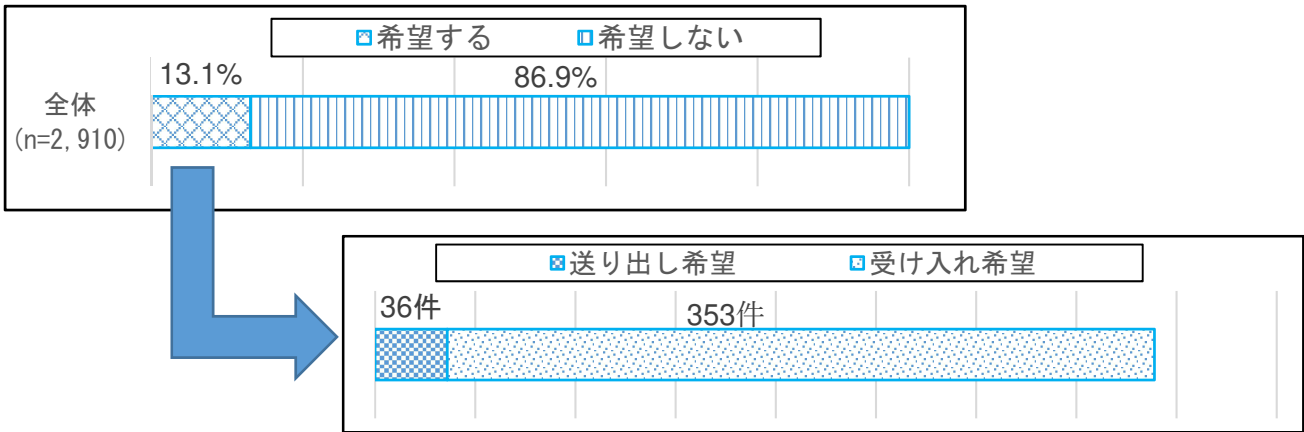 希望する 希望しない
13.1% 86.9%
全体
(n=2,910)
送り出し希望 受け入れ希望
36件 353件